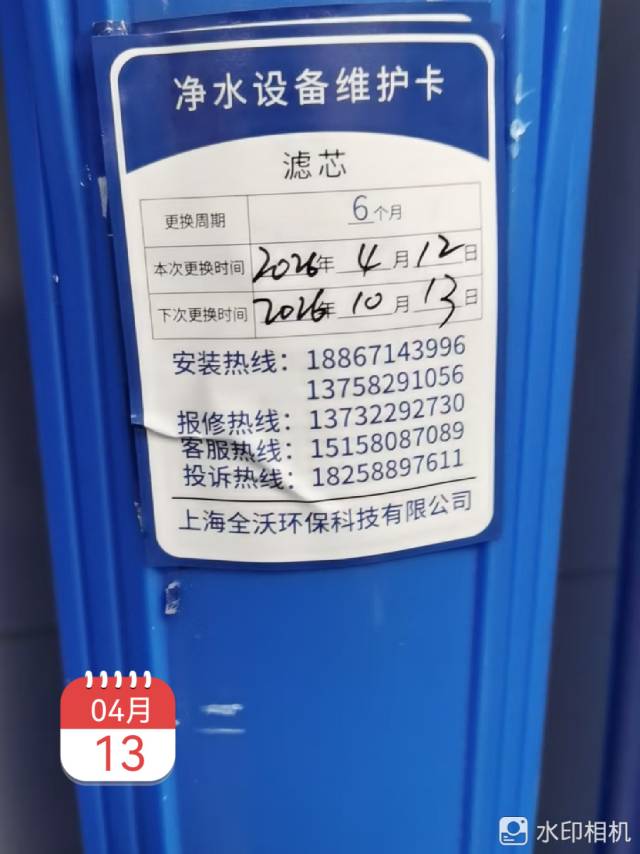 净水设备维护卡
滤芯
更换周期 6个月
本次更换时间 2026年 4月12日
下次更换时间 2026年 10月13日
安装热线：18867143996
13758291056
报修热线：13732292730
客服热线：15158087089
投诉热线：18258897611
上海全沃环保科技有限公司
04月
13
水印相机